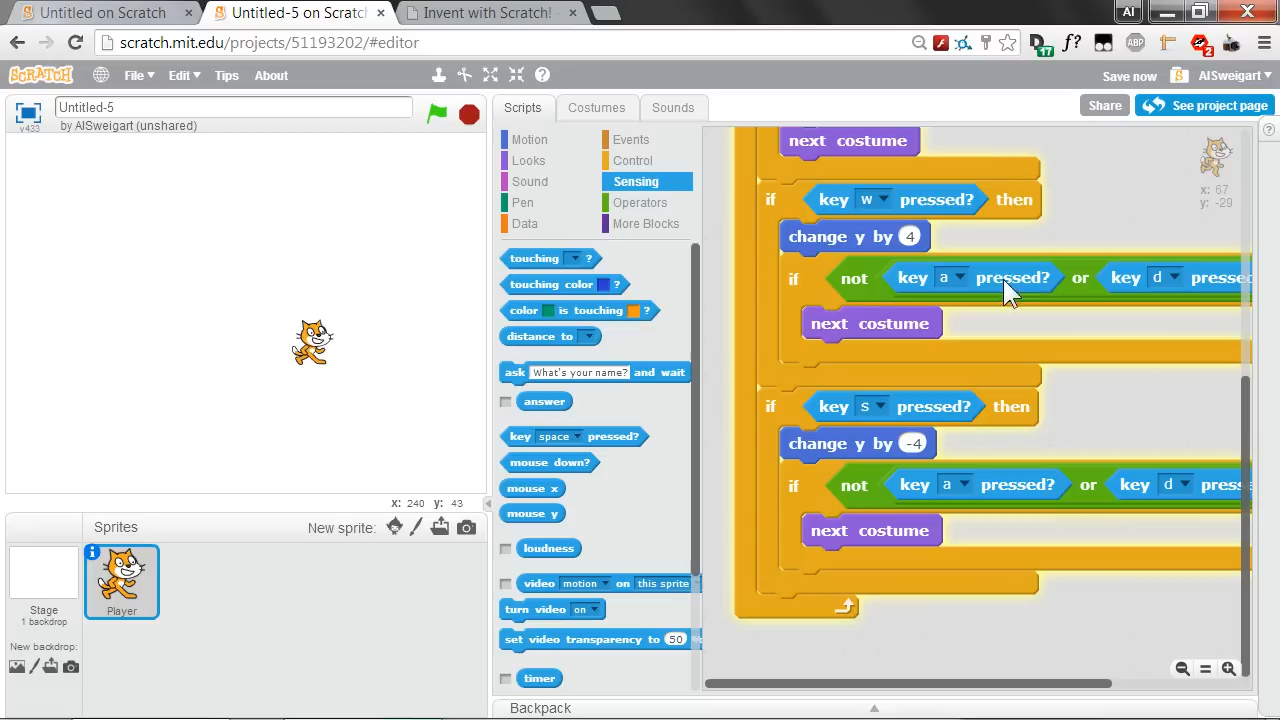 Untitled on Scratch
Untitled-5 on Scratch
Invent with Scratch! -
AI
scratch.mit.edu/projects/51193202/#editor
17
f?
ABP
2
SCRATCH
File
Edit
Tips
About
Save now
AlSweigart
Untitled-5
by AlSweigart (unshared)
v433
Scripts
Costumes
Sounds
Share
See project page
Motion
Looks
Sound
Pen
Data
Events
Control
Sensing
Operators
More Blocks
touching ?
touching color ?
color is touching ?
distance to
ask What's your name? and wait
answer
key space pressed?
mouse down?
mouse x
mouse y
loudness
video motion on this sprite
turn video on
set video transparency to 50 %
timer
next costume
if key w pressed? then
change y by 4
if not key a pressed? or key d pressed
next costume
if key s pressed? then
change y by -4
if not key a pressed? or key d press
next costume
x: 67
y: -29
x: 240 y: 43
Sprites
New sprite:
Stage
1 backdrop
New backdrop:
Player
Backpack